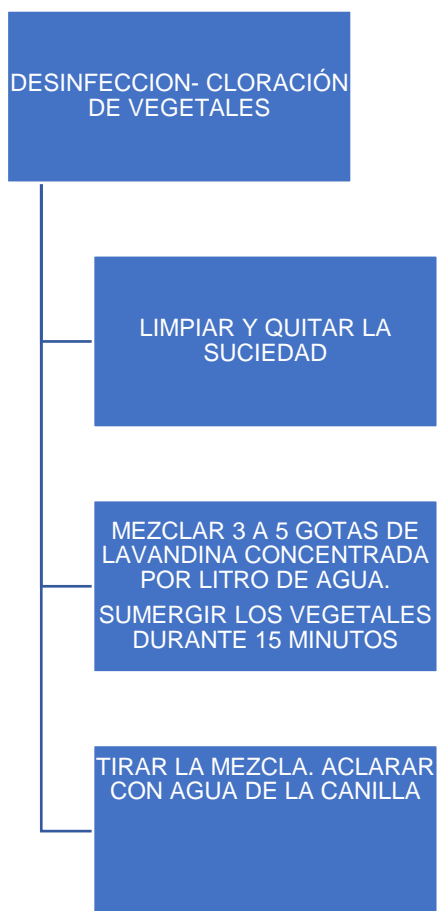 DESINFECCION- CLORACIÓN
DE VEGETALES
LIMPIAR Y QUITAR LA
SUCIEDAD
MEZCLAR 3 A 5 GOTAS DE
LAVANDINA CONCENTRADA
POR LITRO DE AGUA.
SUMERGIR LOS VEGETALES
DURANTE 15 MINUTOS
TIRAR LA MEZCLA. ACLARAR
CON AGUA DE LA CANILLA